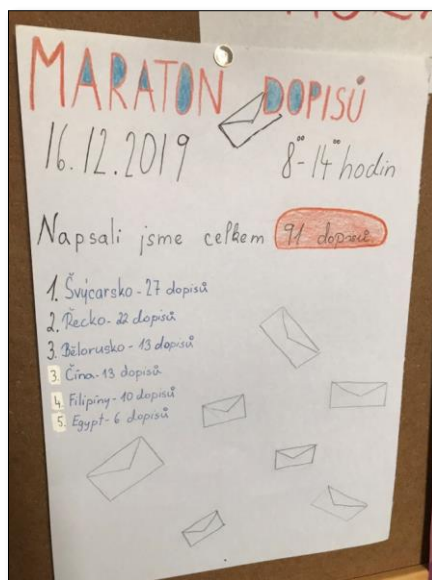 MARATON DOPISŮ
16.12.2019 8⁰⁰-14⁰⁰ hodin
Napsali jsme celkem 91 dopisů
1. Švýcarsko - 27 dopisů
2. Řecko - 22 dopisů
3. Bělorusko - 13 dopisů
3. Čína - 13 dopisů
4. Filipíny - 10 dopisů
5. Egypt - 6 dopisů